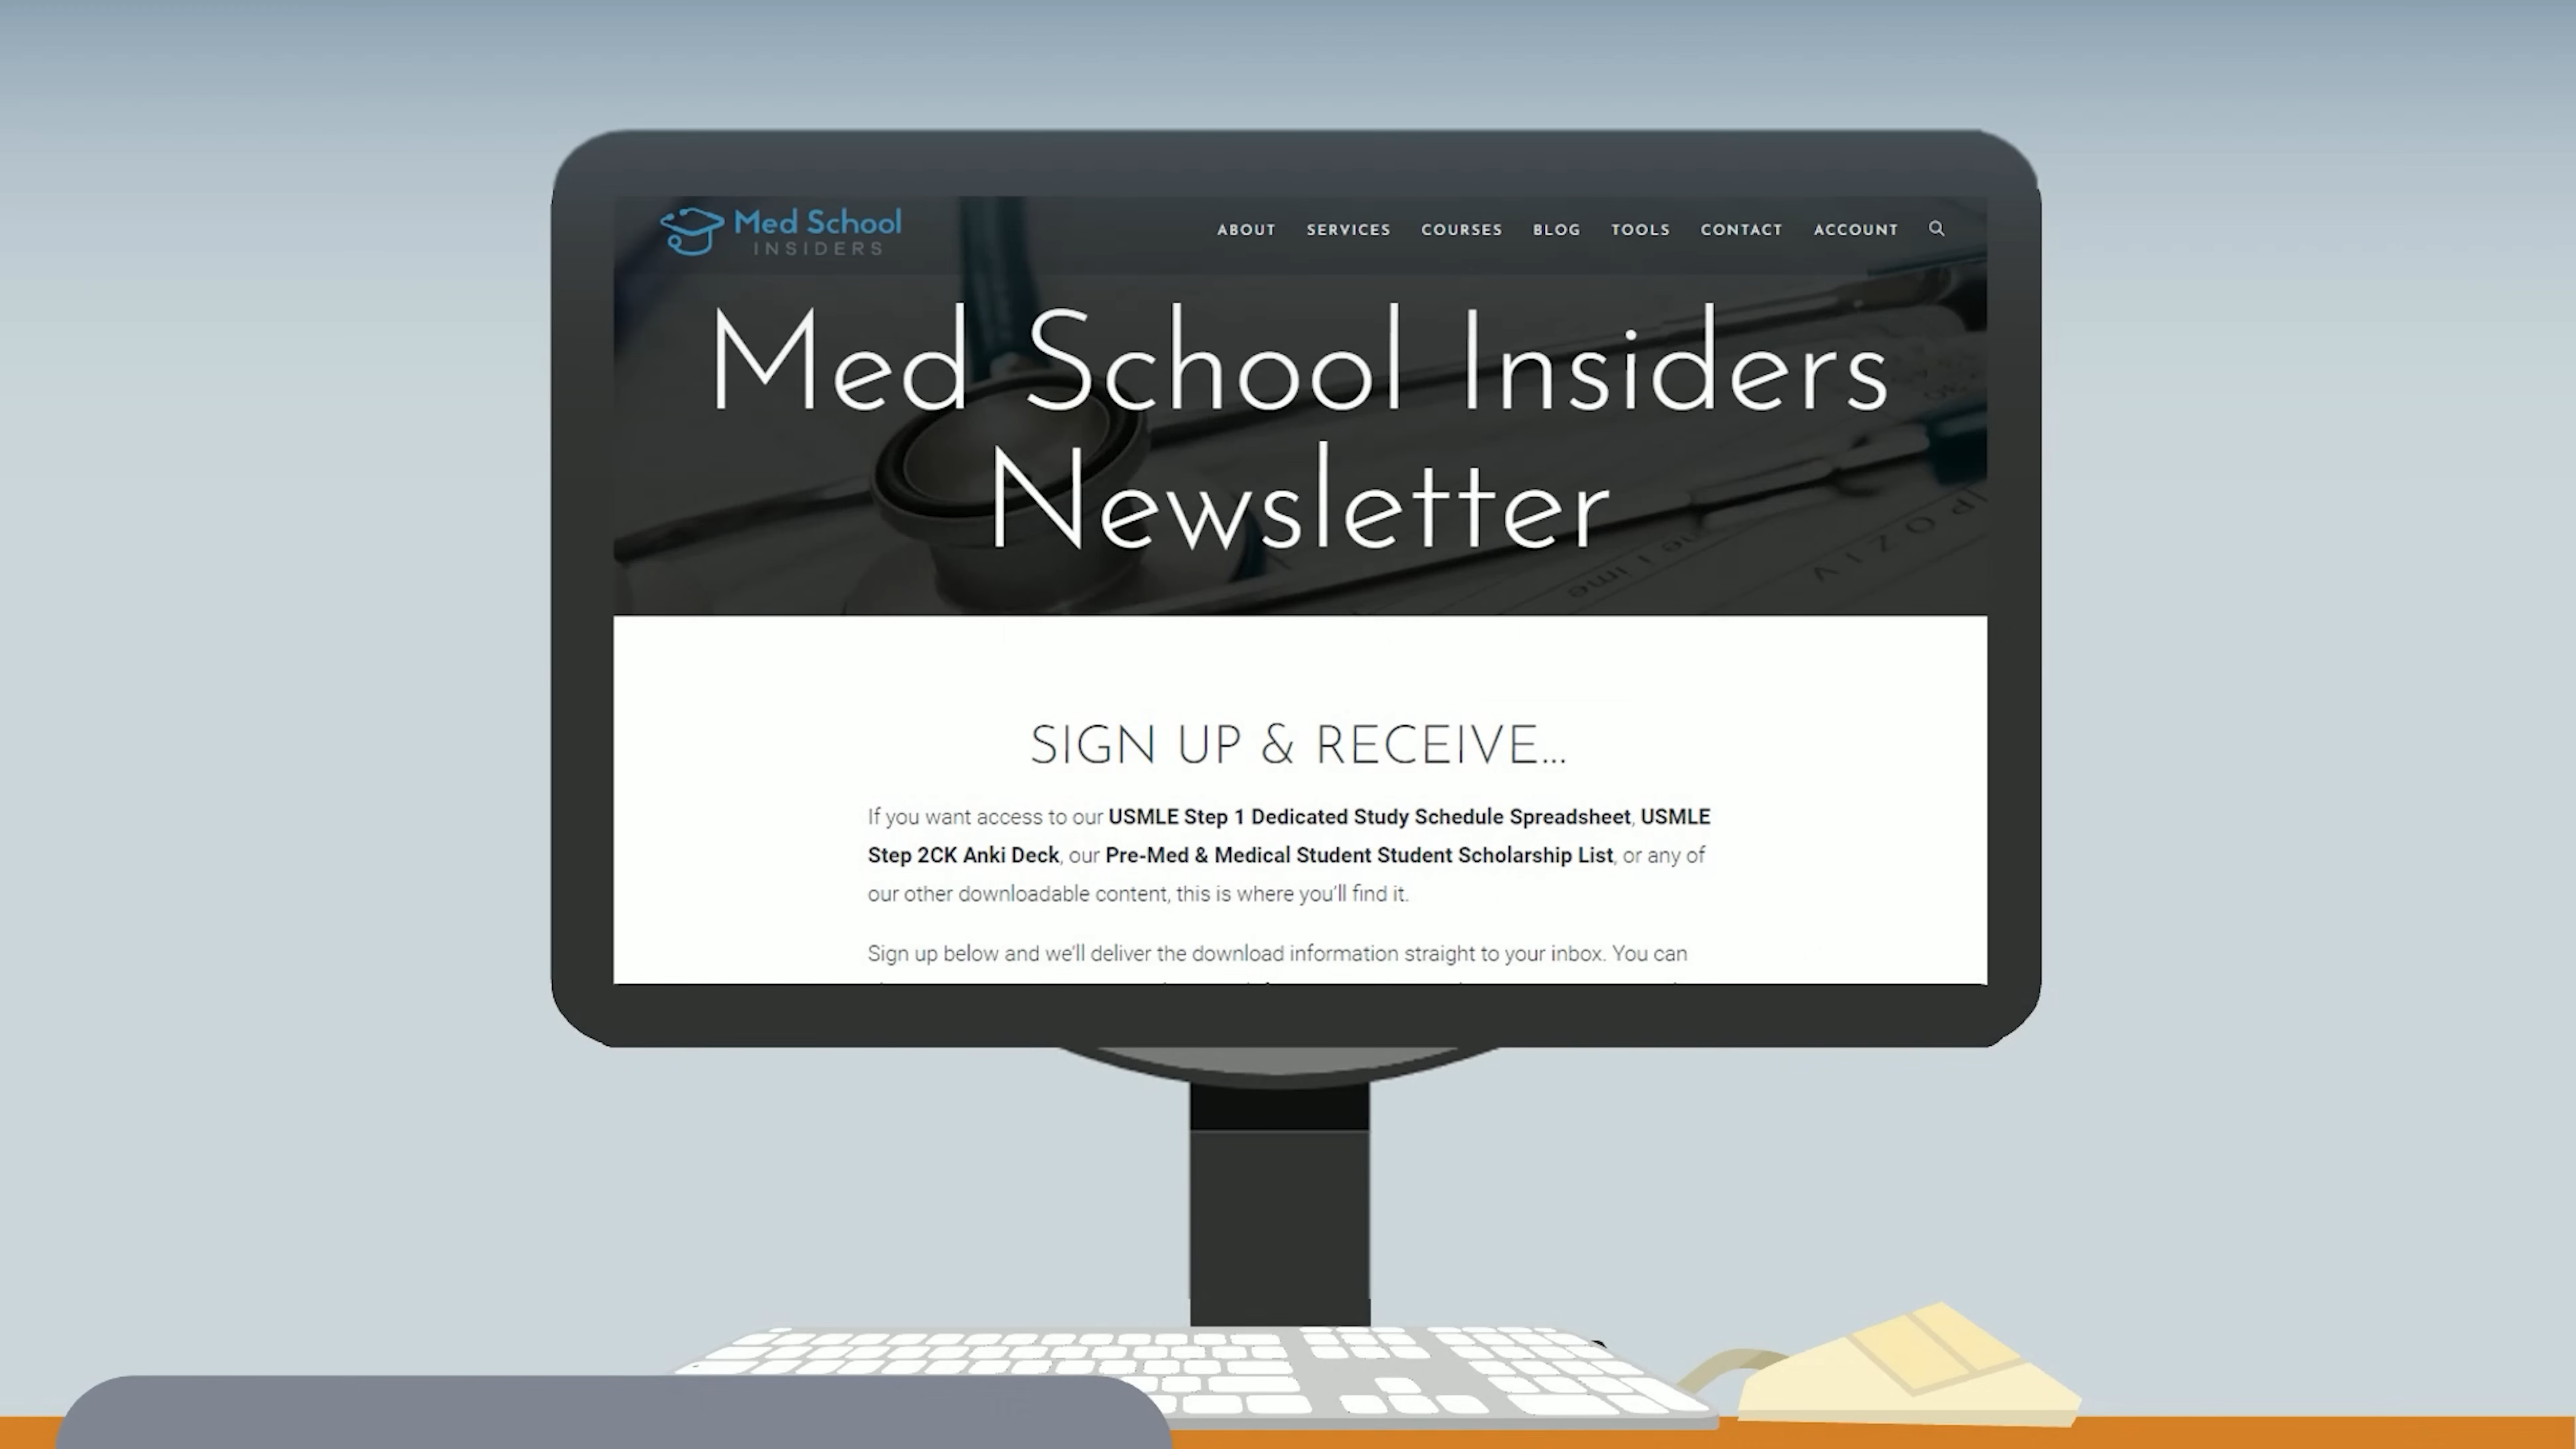 Med School
INSIDERS
ABOUT SERVICES COURSES BLOG TOOLS CONTACT ACCOUNT
Med School Insiders
Newsletter
SIGN UP & RECEIVE...
If you want access to our USMLE Step 1 Dedicated Study Schedule Spreadsheet, USMLE
Step 2CK Anki Deck, our Pre-Med & Medical Student Student Scholarship List, or any of
our other downloadable content, this is where you'll find it.
Sign up below and we'll deliver the download information straight to your inbox. You can